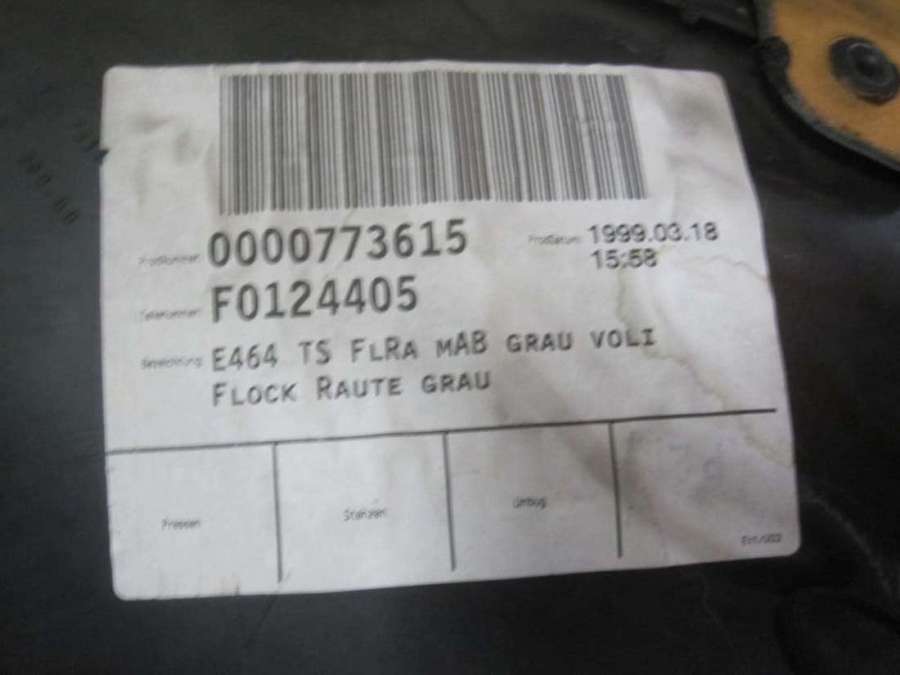 0000773615
Proddatum: 1999.03.18
15:58
F0124405
E464 TS FLRA MAB GRAU VOLI
FLOCK RAUTE GRAU
Pressen
Stanzen
Umbug